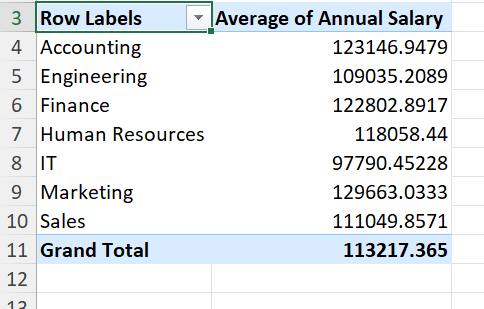 3 Row Labels Average of Annual Salary
4 Accounting 123146.9479
5 Engineering 109035.2089
6 Finance 122802.8917
7 Human Resources 118058.44
8 IT 97790.45228
9 Marketing 129663.0333
10 Sales 111049.8571
11 Grand Total 113217.365
12
13